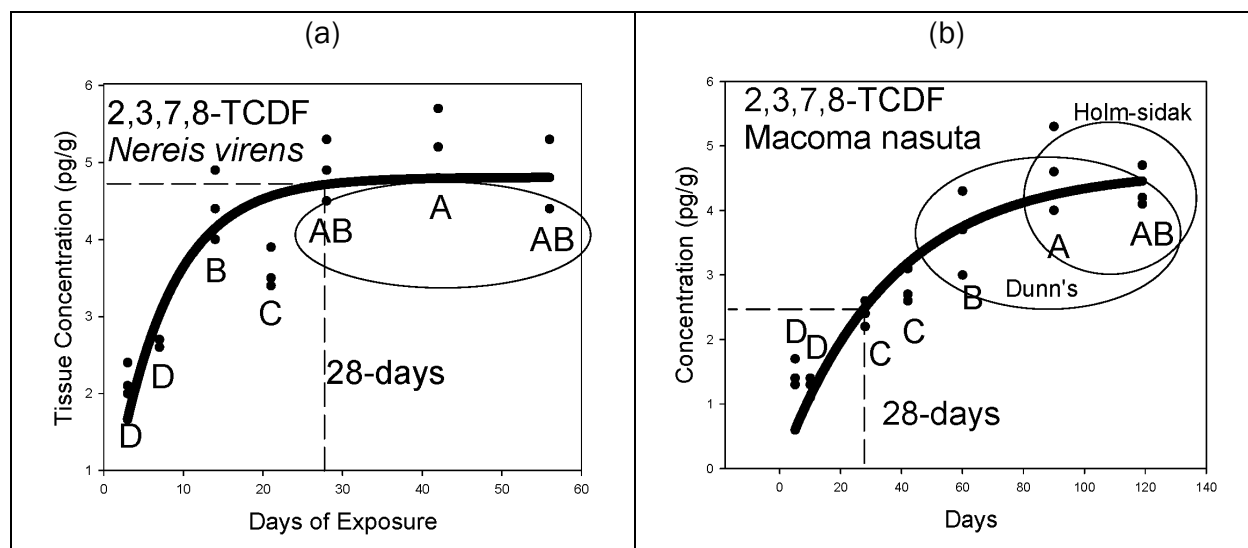 (a)
2,3,7,8-TCDF
Nereis virens
Tissue Concentration (pg/g)
6
5
4
3
2
1
D
D
B
C
AB
A
AB
28-days
0
10
20
30
40
50
60
Days of Exposure
(b)
2,3,7,8-TCDF
Macoma nasuta
Holm-sidak
Concentration (pg/g)
6
5
4
3
2
1
0
D
D
C
C
B
A
AB
Dunn's
28-days
0
20
40
60
80
100
120
140
Days